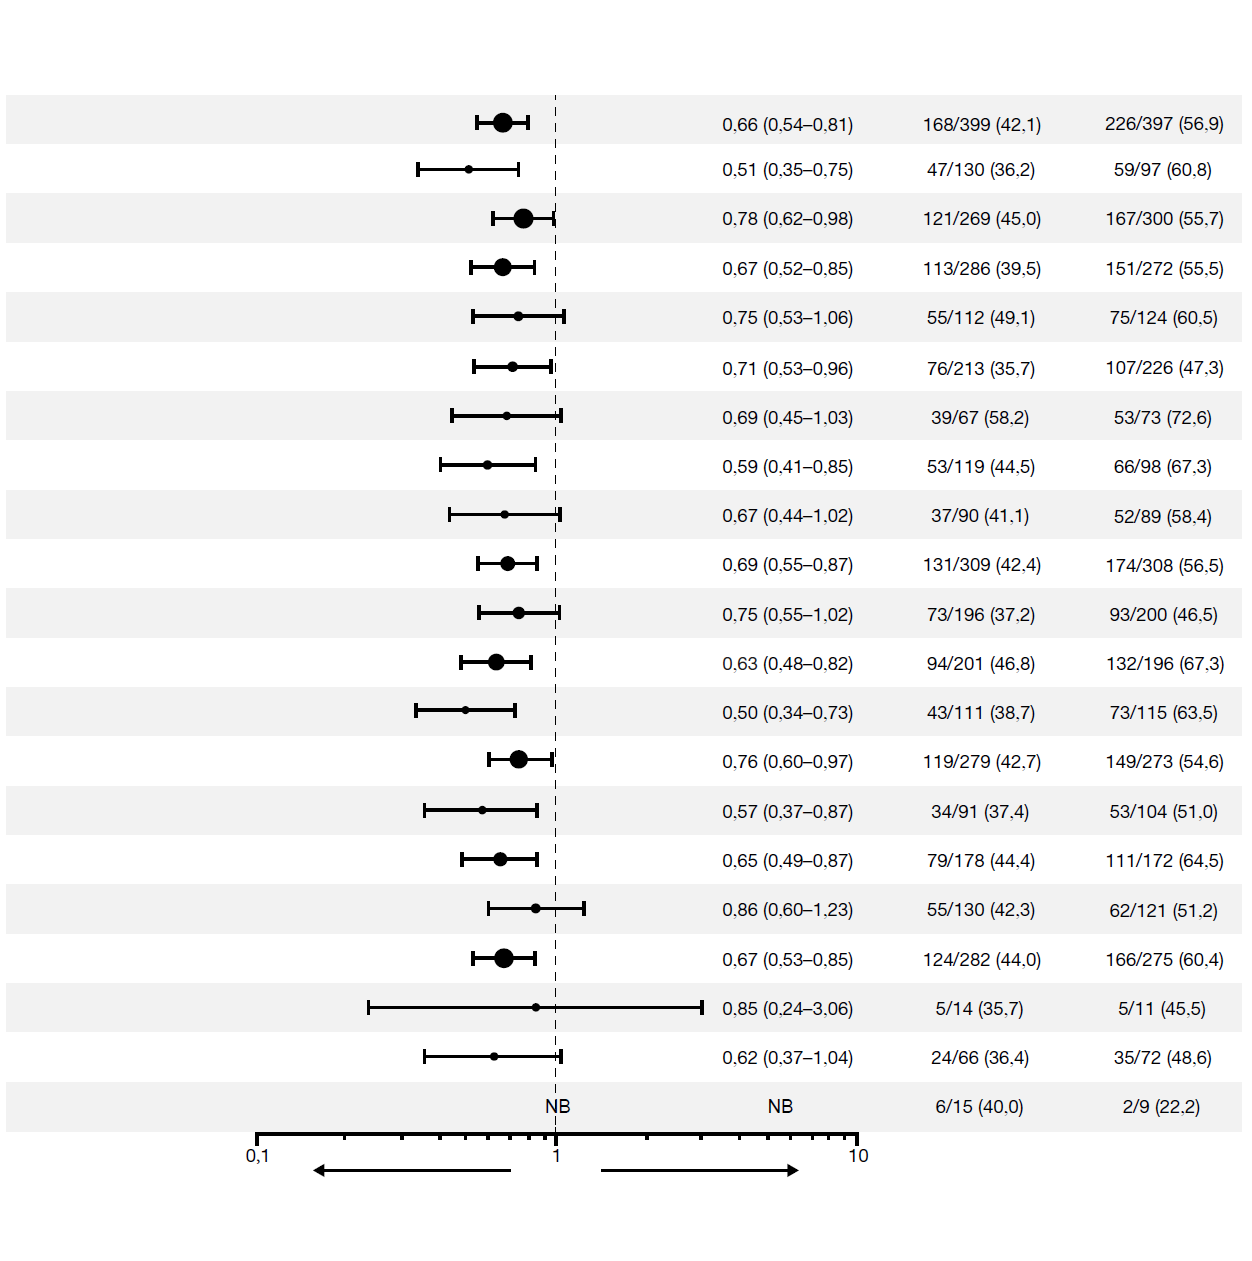 0,66 (0,54–0,81) 168/399 (42,1) 226/397 (56,9)
0,51 (0,35–0,75) 47/130 (36,2) 59/97 (60,8)
0,78 (0,62–0,98) 121/269 (45,0) 167/300 (55,7)
0,67 (0,52–0,85) 113/286 (39,5) 151/272 (55,5)
0,75 (0,53–1,06) 55/112 (49,1) 75/124 (60,5)
0,71 (0,53–0,96) 76/213 (35,7) 107/226 (47,3)
0,69 (0,45–1,03) 39/67 (58,2) 53/73 (72,6)
0,59 (0,41–0,85) 53/119 (44,5) 66/98 (67,3)
0,67 (0,44–1,02) 37/90 (41,1) 52/89 (58,4)
0,69 (0,55–0,87) 131/309 (42,4) 174/308 (56,5)
0,75 (0,55–1,02) 73/196 (37,2) 93/200 (46,5)
0,63 (0,48–0,82) 94/201 (46,8) 132/196 (67,3)
0,50 (0,34–0,73) 43/111 (38,7) 73/115 (63,5)
0,76 (0,60–0,97) 119/279 (42,7) 149/273 (54,6)
0,57 (0,37–0,87) 34/91 (37,4) 53/104 (51,0)
0,65 (0,49–0,87) 79/178 (44,4) 111/172 (64,5)
0,86 (0,60–1,23) 55/130 (42,3) 62/121 (51,2)
0,67 (0,53–0,85) 124/282 (44,0) 166/275 (60,4)
0,85 (0,24–3,06) 5/14 (35,7) 5/11 (45,5)
0,62 (0,37–1,04) 24/66 (36,4) 35/72 (48,6)
NB NB 6/15 (40,0) 2/9 (22,2)
0,1 1 10